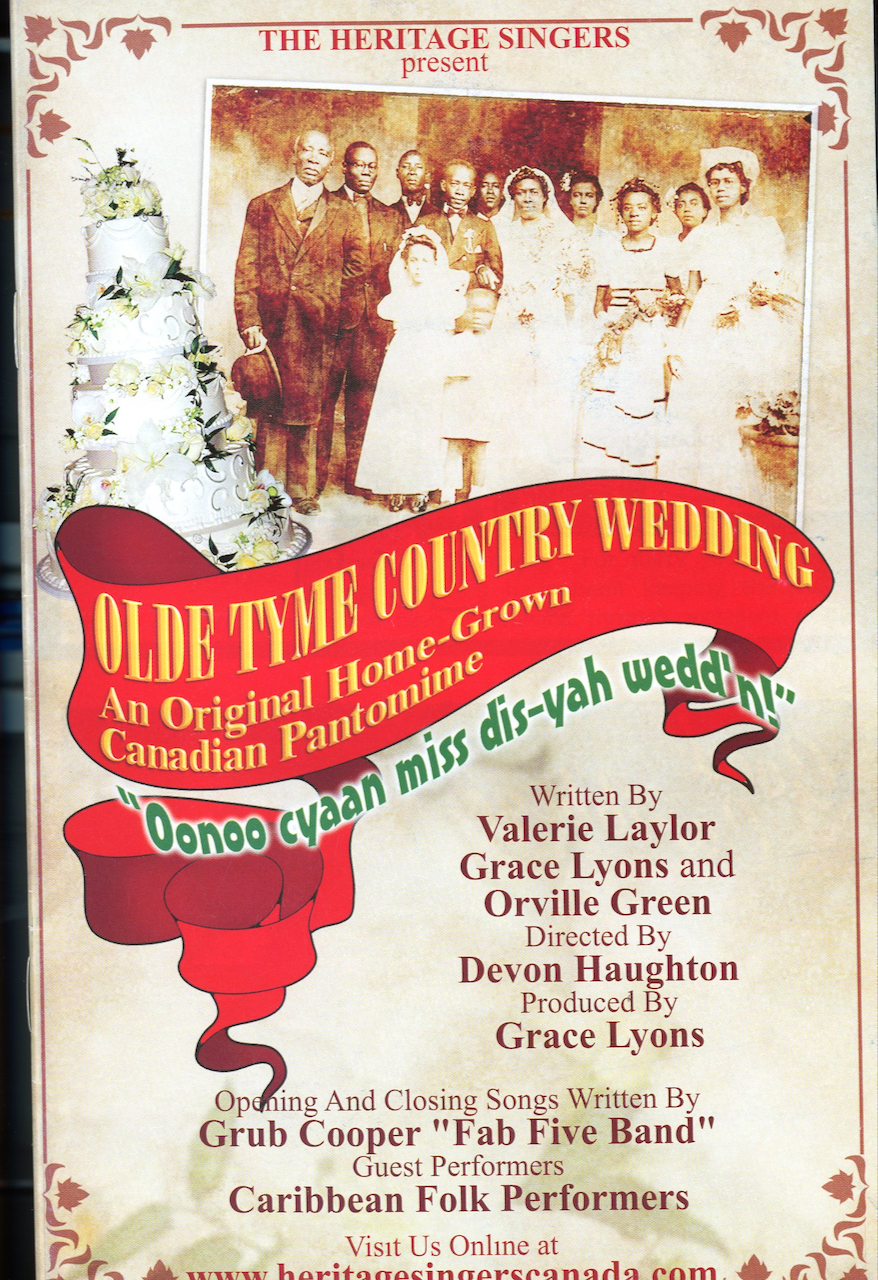 THE HERITAGE SINGERS
present
OLDE TYME COUNTRY WEDDING
An Original Home-Grown
Canadian Pantomime
"Oonoo cyaan miss dis-yah wedd'n!"
Written By
Valerie Laylor
Grace Lyons and
Orville Green
Directed By
Devon Haughton
Produced By
Grace Lyons
Opening And Closing Songs Written By
Grub Cooper "Fab Five Band"
Guest Performers
Caribbean Folk Performers
Visit Us Online at
www.heritagesingerscanada.com